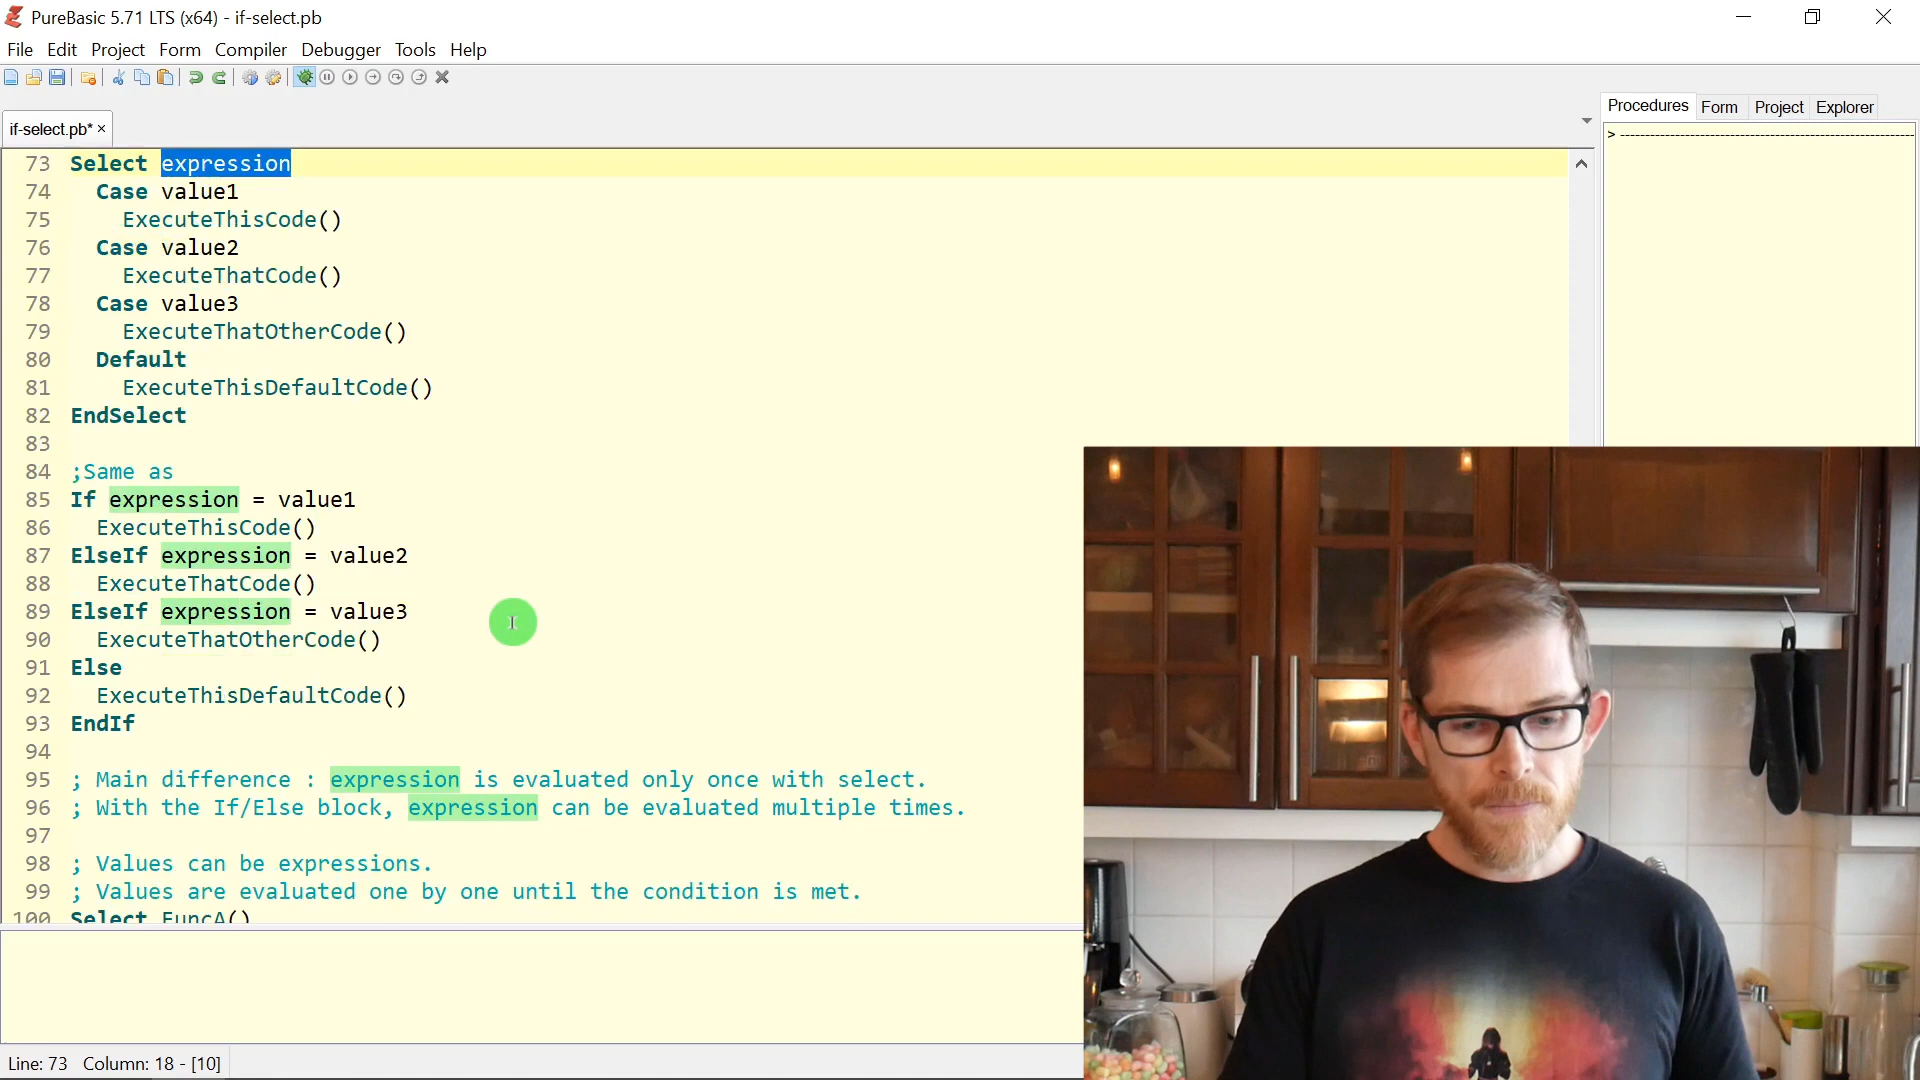 PureBasic 5.71 LTS (x64) - if-select.pb
File Edit Project Form Compiler Debugger Tools Help
if-select.pb*
Procedures Form Project Explorer
73 Select expression
74 Case value1
75 ExecuteThisCode()
76 Case value2
77 ExecuteThatCode()
78 Case value3
79 ExecuteThatOtherCode()
80 Default
81 ExecuteThisDefaultCode()
82 EndSelect
83
84 ;Same as
85 If expression = value1
86 ExecuteThisCode()
87 ElseIf expression = value2
88 ExecuteThatCode()
89 ElseIf expression = value3
90 ExecuteThatOtherCode()
91 Else
92 ExecuteThisDefaultCode()
93 EndIf
94
95 ; Main difference : expression is evaluated only once with select.
96 ; With the If/Else block, expression can be evaluated multiple times.
97
98 ; Values can be expressions.
99 ; Values are evaluated one by one until the condition is met.
100 Select FuncA()
Line: 73 Column: 18 - [10]